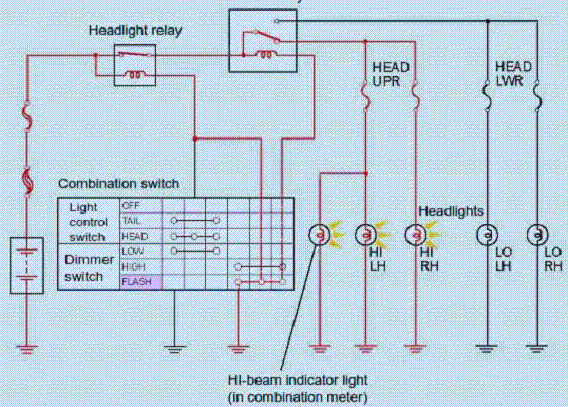 Headlight relay
HEAD
UPR
HEAD
LWR
Combination switch
Light
control
switch
OFF
TAIL
HEAD
Dimmer
switch
LOW
HIGH
FLASH
Headlights
HI
LH
HI
RH
LO
LH
LO
RH
HI-beam indicator light
(in combination meter)